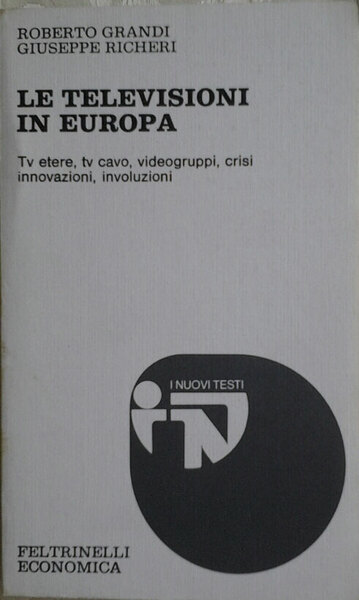 ROBERTO GRANDI
GIUSEPPE RICHERI
LE TELEVISIONI
IN EUROPA
Tv etere, tv cavo, videogruppi, crisi
innovazioni, involuzioni
I NUOVI TESTI
iNT
FELTRINELLI
ECONOMICA